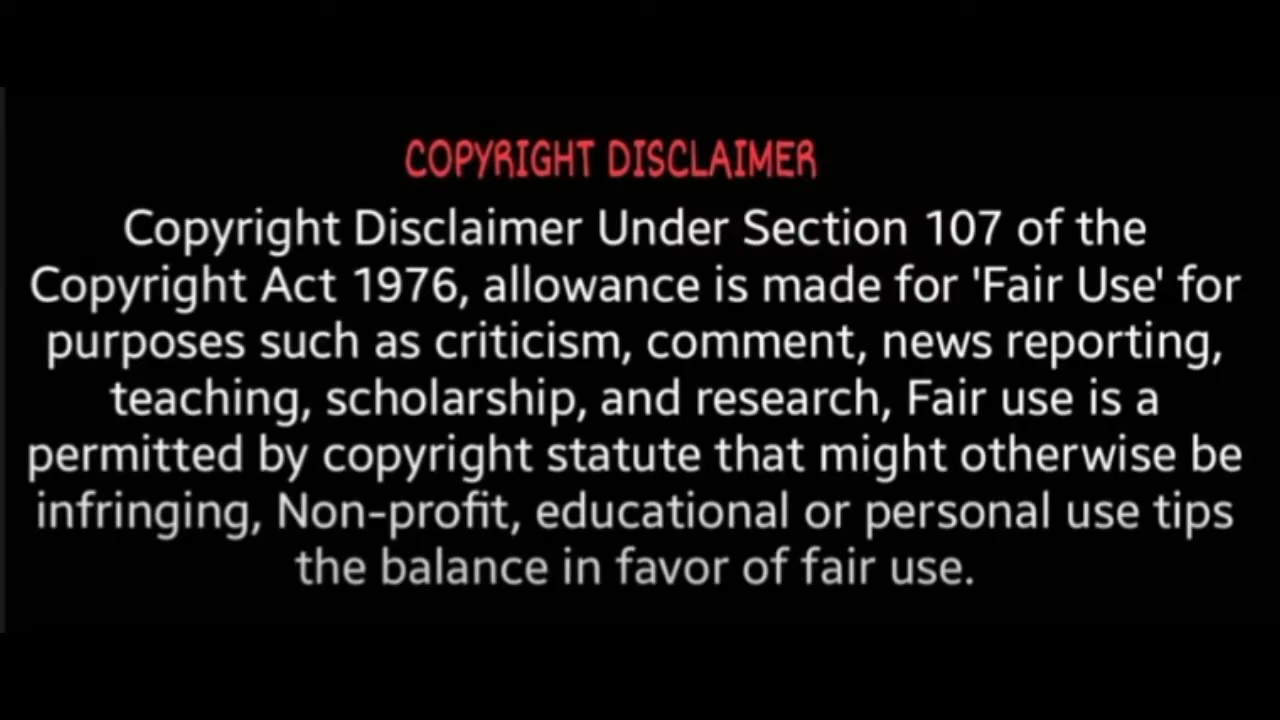 COPYRIGHT DISCLAIMER
Copyright Disclaimer Under Section 107 of the
Copyright Act 1976, allowance is made for 'Fair Use' for
purposes such as criticism, comment, news reporting,
teaching, scholarship, and research, Fair use is a
permitted by copyright statute that might otherwise be
infringing, Non-profit, educational or personal use tips
the balance in favor of fair use.